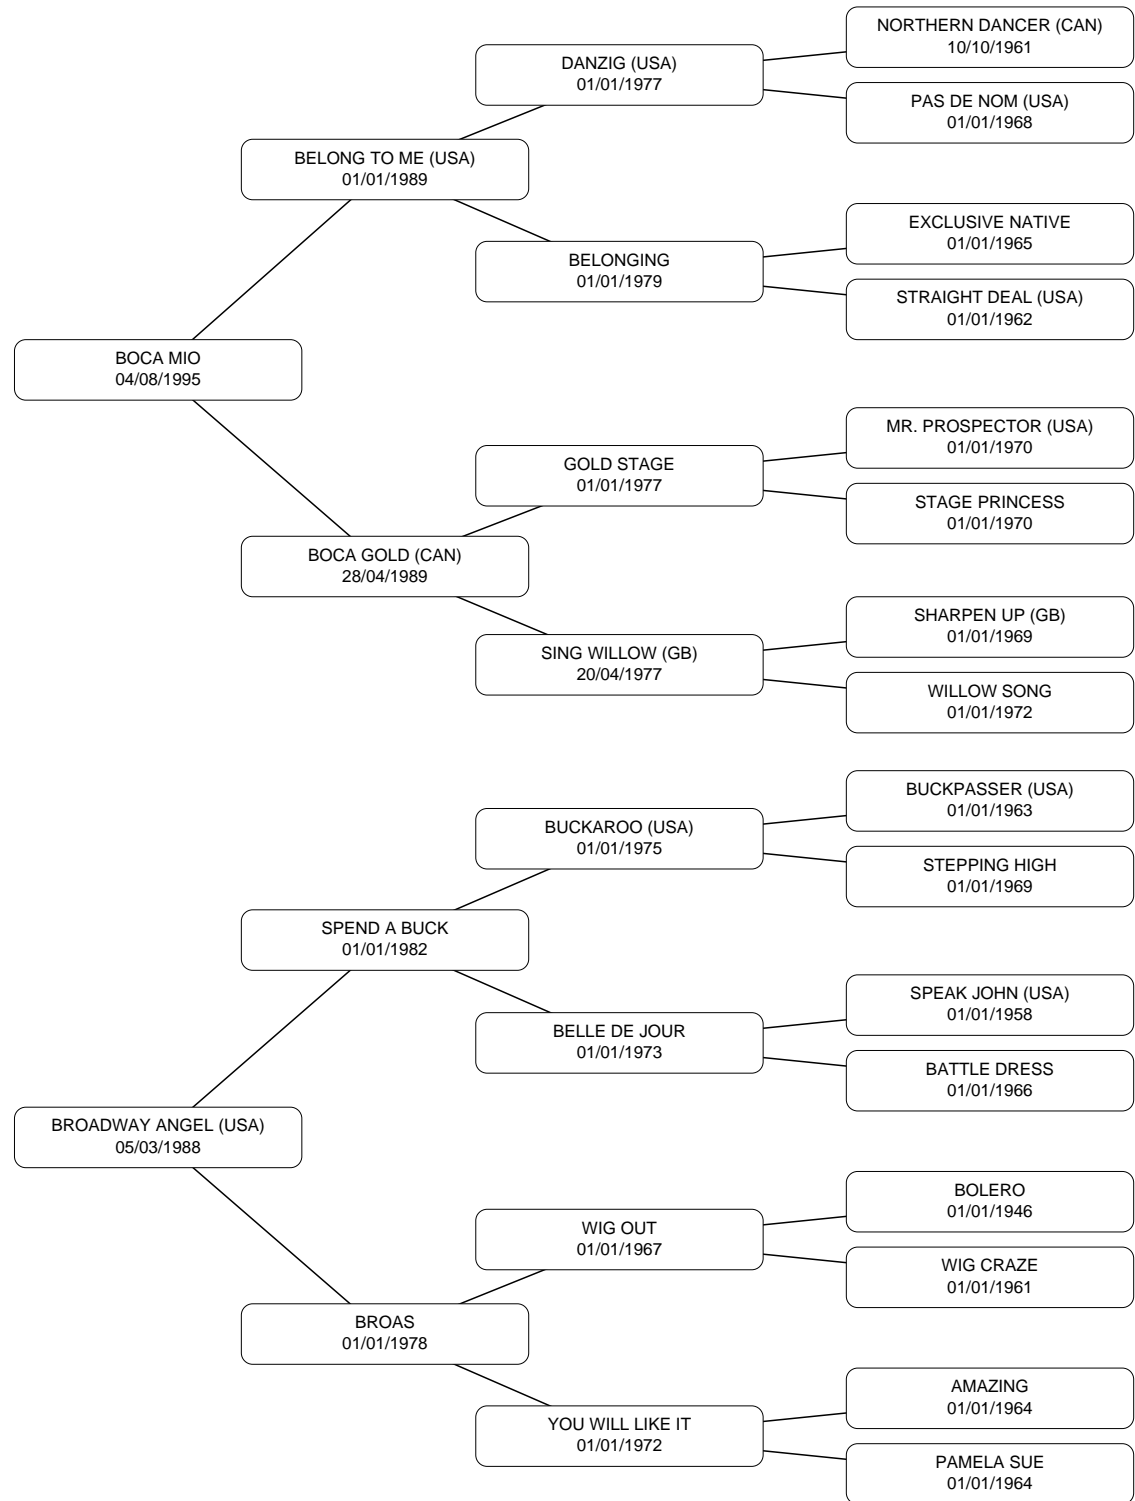 NORTHERN DANCER (CAN)
10/10/1961
DANZIG (USA)
01/01/1977
PAS DE NOM (USA)
01/01/1968
BELONG TO ME (USA)
01/01/1989
EXCLUSIVE NATIVE
01/01/1965
BELONGING
01/01/1979
STRAIGHT DEAL (USA)
01/01/1962
BOCA MIO
04/08/1995
MR. PROSPECTOR (USA)
01/01/1970
GOLD STAGE
01/01/1977
STAGE PRINCESS
01/01/1970
BOCA GOLD (CAN)
28/04/1989
SHARPEN UP (GB)
01/01/1969
SING WILLOW (GB)
20/04/1977
WILLOW SONG
01/01/1972
BUCKPASSER (USA)
01/01/1963
BUCKAROO (USA)
01/01/1975
STEPPING HIGH
01/01/1969
SPEND A BUCK
01/01/1982
SPEAK JOHN (USA)
01/01/1958
BELLE DE JOUR
01/01/1973
BATTLE DRESS
01/01/1966
BROADWAY ANGEL (USA)
05/03/1988
BOLERO
01/01/1946
WIG OUT
01/01/1967
WIG CRAZE
01/01/1961
BROAS
01/01/1978
AMAZING
01/01/1964
YOU WILL LIKE IT
01/01/1972
PAMELA SUE
01/01/1964